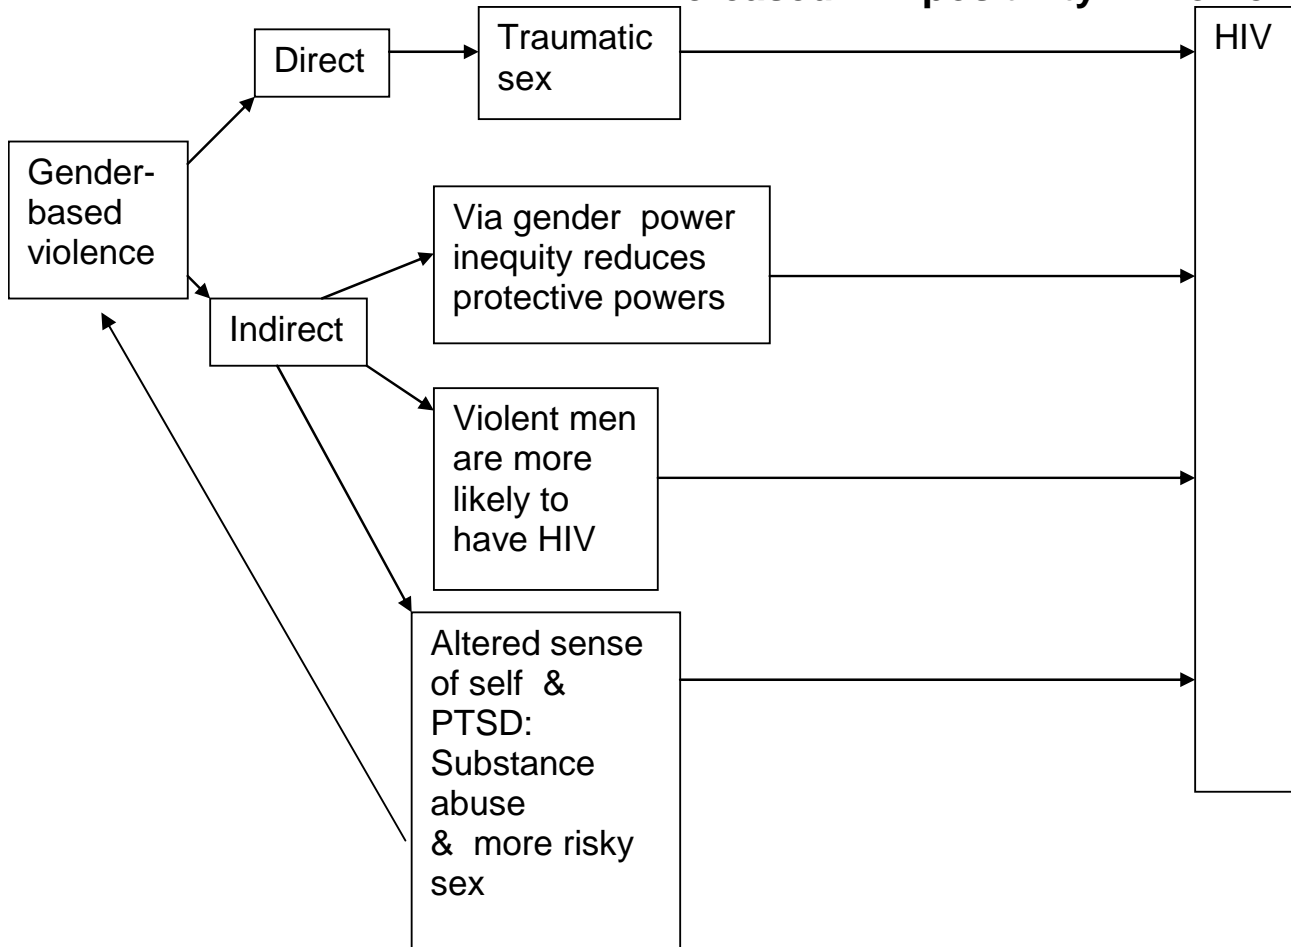 Direct
Traumatic
sex
HIV
Gender-
based
violence
Via gender power
inequity reduces
protective powers
Indirect
Violent men
are more
likely to
have HIV
Altered sense
of self &
PTSD:
Substance
abuse
& more risky
sex